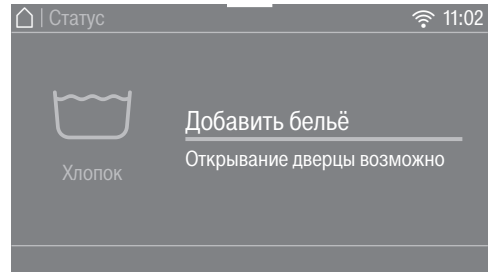 | Статус 11:02
Добавить бельё
Открывание дверцы возможно
Хлопок